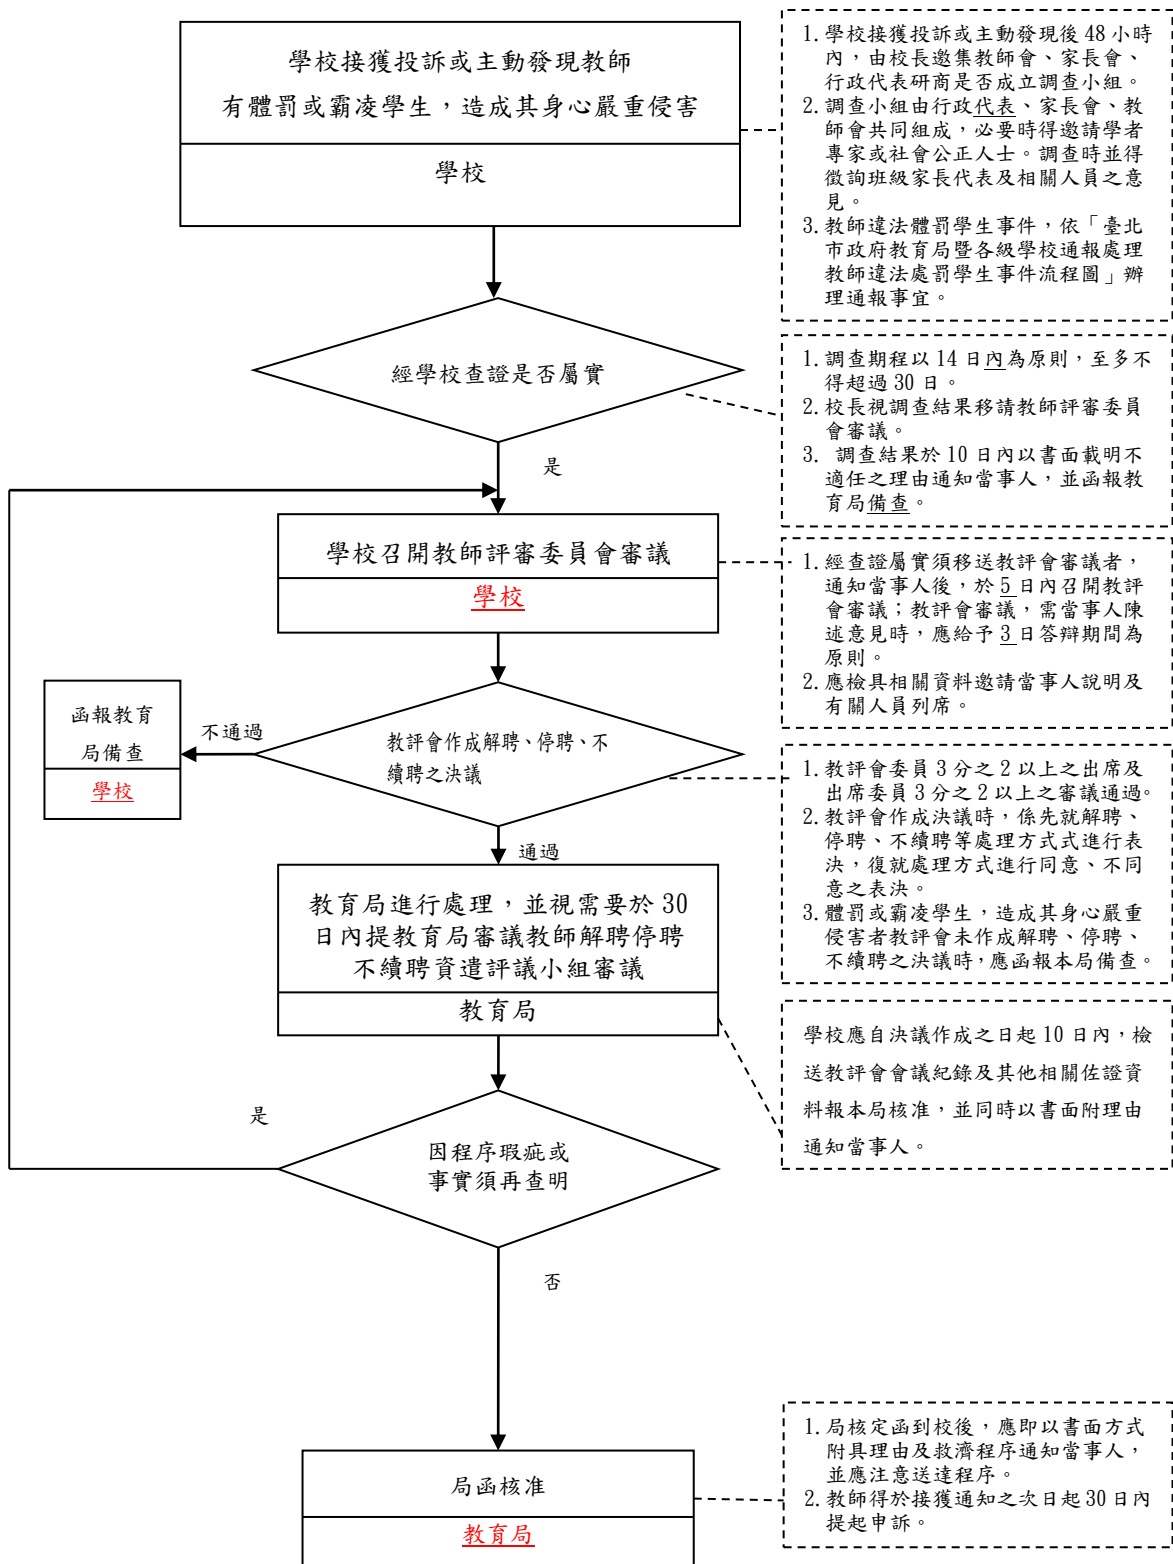 學校接獲投訴或主動發現教師
有體罰或霸凌學生，造成其身心嚴重侵害
學校
1. 學校接獲投訴或主動發現後 48 小時
內，由校長邀集教師會、家長會、
行政代表研商是否成立調查小組。
2. 調查小組由行政代表、家長會、教
師會共同組成，必要時得邀請學者
專家或社會公正人士。調查時並得
徵詢班級家長代表及相關人員之意
見。
3. 教師違法體罰學生事件，依「臺北
市政府教育局暨各級學校通報處理
教師違法處罰學生事件流程圖」辦
理通報事宜。
經學校查證是否屬實
1. 調查期程以 14 日內為原則，至多不
得超過 30 日。
2. 校長視調查結果移請教師評審委員
會審議。
3. 調查結果於 10 日內以書面載明不
適任之理由通知當事人，並函報教
育局備查。
是
學校召開教師評審委員會審議
學校
1. 經查證屬實須移送教評會審議者，
通知當事人後，於 5 日內召開教評
會審議；教評會審議，需當事人陳
述意見時，應給予 3 日答辯期間為
原則。
2. 應檢具相關資料邀請當事人說明及
有關人員列席。
函報教育
局備查
學校
不通過
教評會作成解聘、停聘、不
續聘之決議
1. 教評會委員 3 分之 2 以上之出席及
出席委員 3 分之 2 以上之審議通過。
2. 教評會作成決議時，係先就解聘、
停聘、不續聘等處理方式式進行表
決，復就處理方式進行同意、不同
意之表決。
3. 體罰或霸凌學生，造成其身心嚴重
侵害者教評會未作成解聘、停聘、
不續聘之決議時，應函報本局備查。
通過
教育局進行處理，並視需要於 30
日內提教育局審議教師解聘停聘
不續聘資遣評議小組審議
教育局
學校應自決議作成之日起 10 日內，檢
送教評會會議紀錄及其他相關佐證資
料報本局核准，並同時以書面附理由
通知當事人。
是
因程序瑕疵或
事實須再查明
否
局函核准
教育局
1. 局核定函到校後，應即以書面方式
附具理由及救濟程序通知當事人，
並應注意送達程序。
2. 教師得於接獲通知之次日起 30 日內
提起申訴。